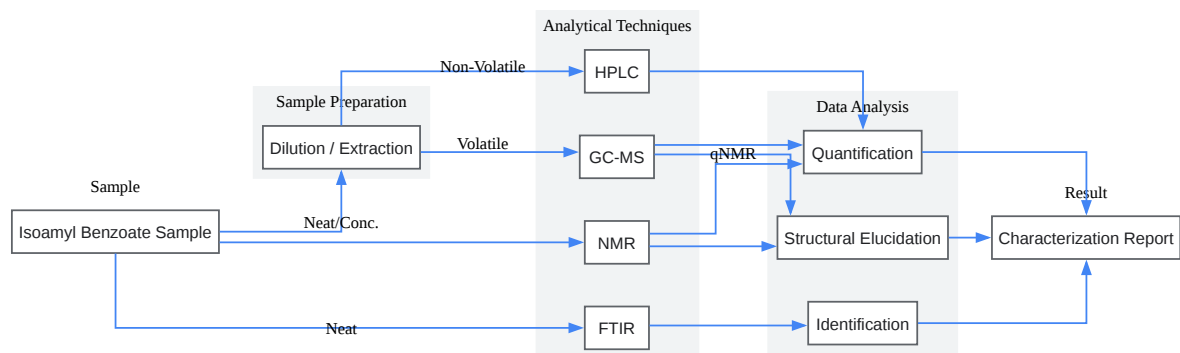 Analytical Techniques
Non-Volatile
HPLC
Sample Preparation
Data Analysis
Dilution / Extraction
Volatile
GC-MS
qNMR
Quantification
Sample
Result
Isoamyl Benzoate Sample
Neat/Conc.
NMR
Structural Elucidation
Characterization Report
Neat
FTIR
Identification